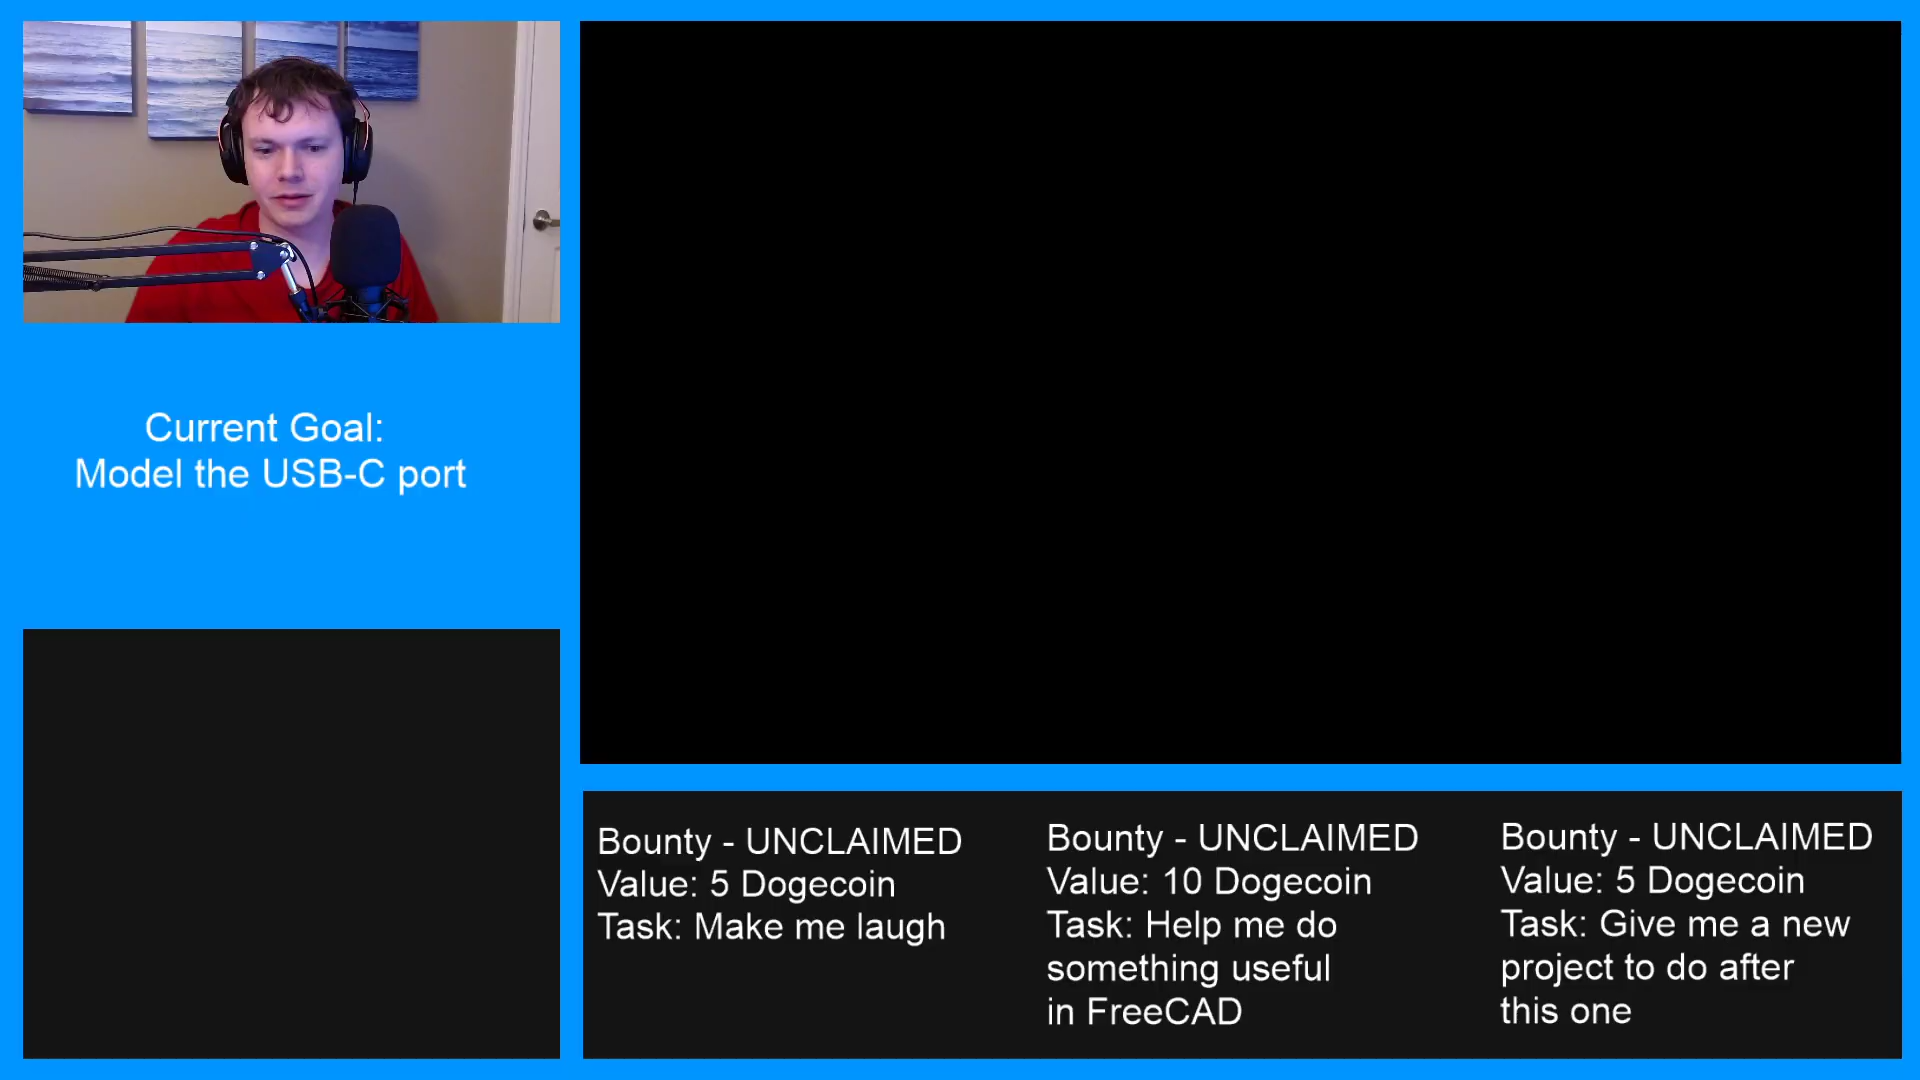 Current Goal:
Model the USB-C port
Bounty - UNCLAIMED
Value: 5 Dogecoin
Task: Make me laugh
Bounty - UNCLAIMED
Value: 10 Dogecoin
Task: Help me do
something useful
in FreeCAD
Bounty - UNCLAIMED
Value: 5 Dogecoin
Task: Give me a new
project to do after
this one